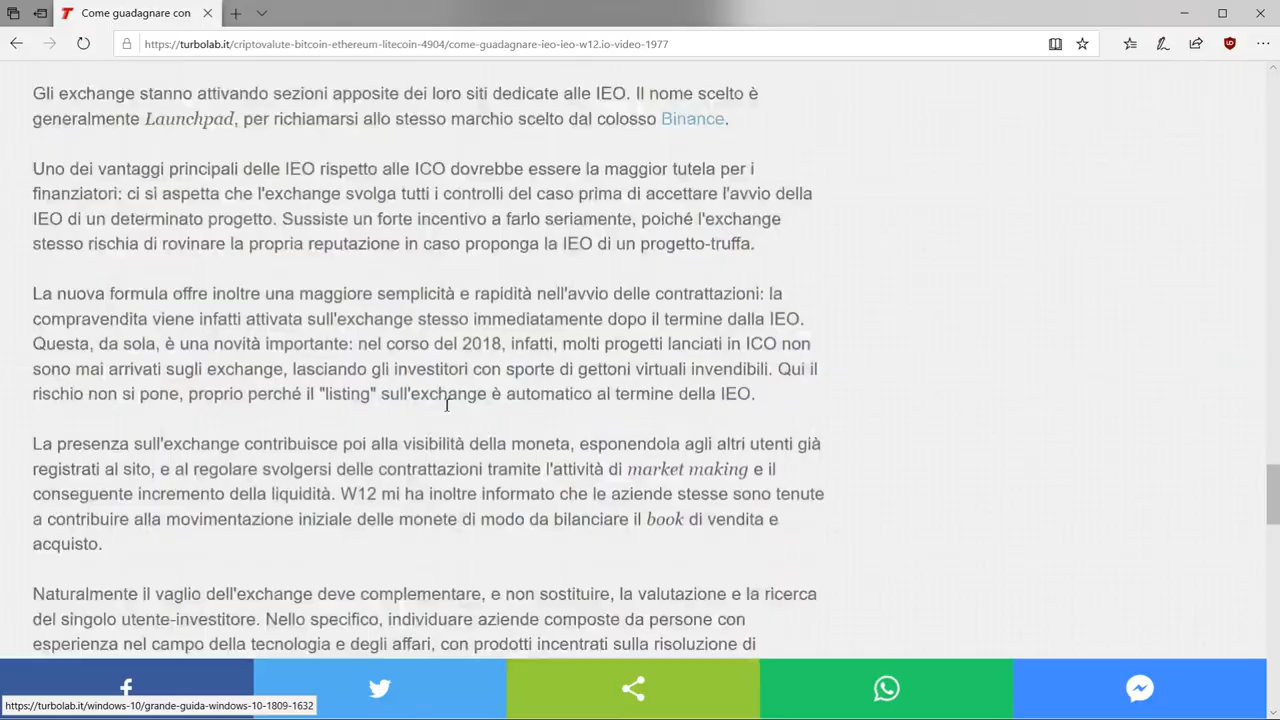 Come guadagnare con
https://turbolab.it/criptovalute-bitcoin-ethereum-litecoin-4904/come-guadagnare-ieo-ieo-w12.io-video-1977
Gli exchange stanno attivando sezioni apposite dei loro siti dedicate alle IEO. Il nome scelto è
generalmente Launchpad, per richiamarsi allo stesso marchio scelto dal colosso Binance.
Uno dei vantaggi principali delle IEO rispetto alle ICO dovrebbe essere la maggior tutela per i
finanziatori: ci si aspetta che l'exchange svolga tutti i controlli del caso prima di accettare l'avvio della
IEO di un determinato progetto. Sussiste un forte incentivo a farlo seriamente, poiché l'exchange
stesso rischia di rovinare la propria reputazione in caso proponga la IEO di un progetto-truffa.
La nuova formula offre inoltre una maggiore semplicità e rapidità nell'avvio delle contrattazioni: la
compravendita viene infatti attivata sull'exchange stesso immediatamente dopo il termine dalla IEO.
Questa, da sola, è una novità importante: nel corso del 2018, infatti, molti progetti lanciati in ICO non
sono mai arrivati sugli exchange, lasciando gli investitori con sporte di gettoni virtuali invendibili. Qui il
rischio non si pone, proprio perché il "listing" sull'exchange è automatico al termine della IEO.
La presenza sull'exchange contribuisce poi alla visibilità della moneta, esponendola agli altri utenti già
registrati al sito, e al regolare svolgersi delle contrattazioni tramite l'attività di market making e il
conseguente incremento della liquidità. W12 mi ha inoltre informato che le aziende stesse sono tenute
a contribuire alla movimentazione iniziale delle monete di modo da bilanciare il book di vendita e
acquisto.
Naturalmente il vaglio dell'exchange deve complementare, e non sostituire, la valutazione e la ricerca
del singolo utente-investitore. Nello specifico, individuare aziende composte da persone con
esperienza nel campo della tecnologia e degli affari, con prodotti incentrati sulla risoluzione di
https://turbolab.it/windows-10/grande-guida-windows-10-1809-1632